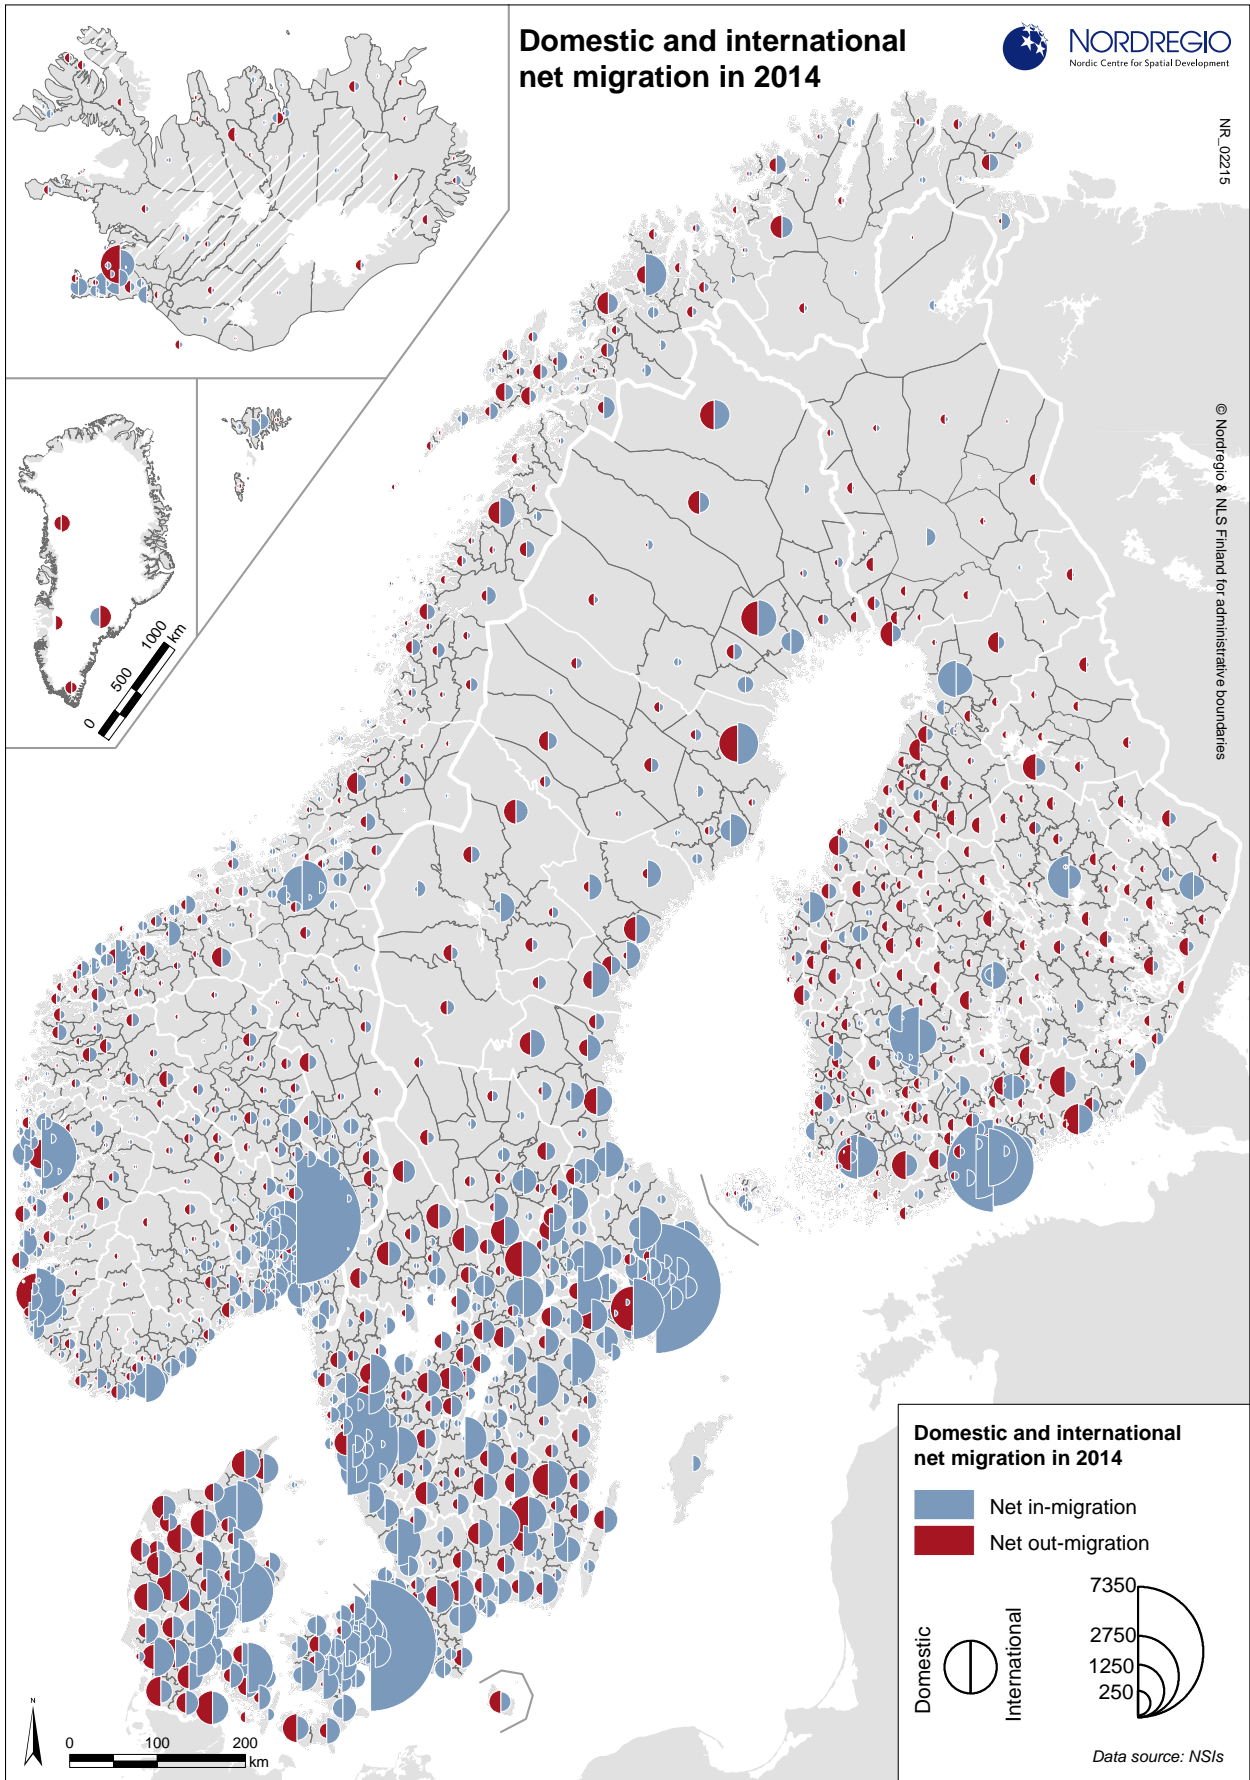 Domestic and international
net migration in 2014
NORDREGIO
Nordic Centre for Spatial Development
NR_02215
© Nordregio & NLS Finland for administrative boundaries
0 500 1000
km
Domestic and international
net migration in 2014
Net in-migration
Net out-migration
Domestic
International
7350
2750
1250
250
Data source: NSIs
N
0 100 200
km